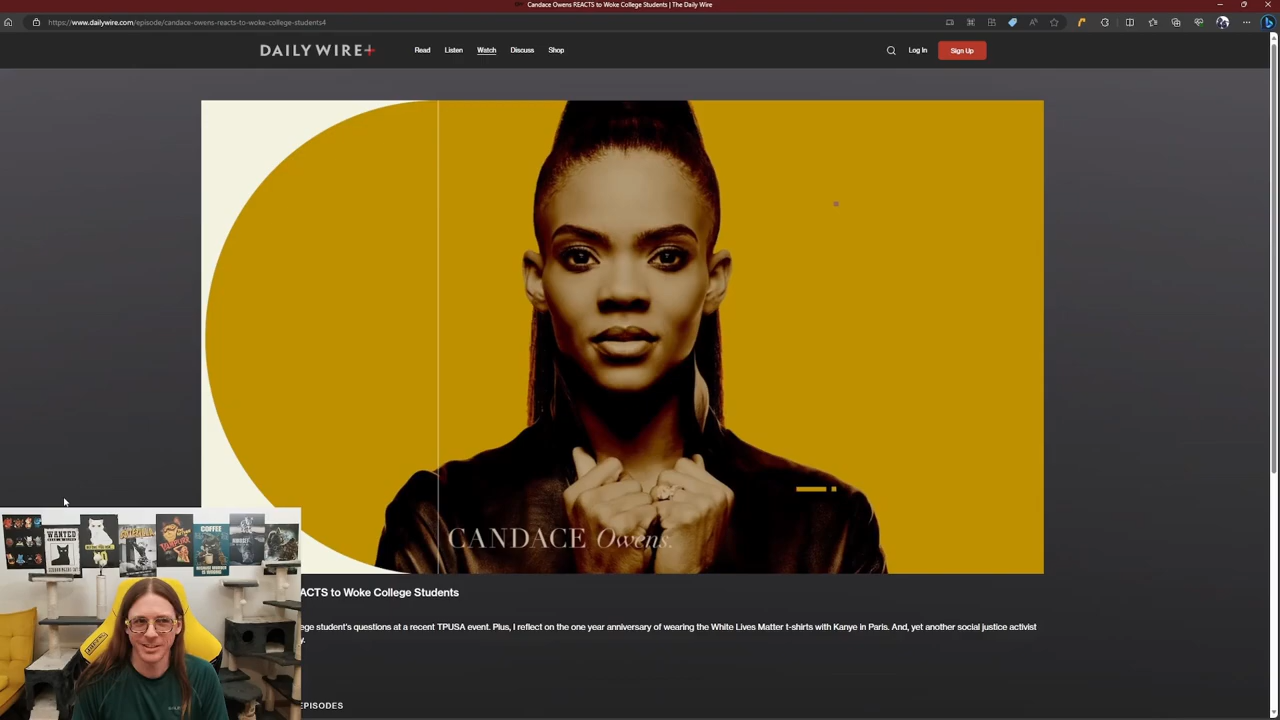 Candace Owens REACTS to Woke College Students | The Daily Wire
https://www.dailywire.com/episode/candace-owens-reacts-to-woke-college-students4
DAILYWIRE+
Read
Listen
Watch
Discuss
Shop
Log In
Sign Up
CANDACE Owens.
ACTS to Woke College Students
ege student's questions at a recent TPUSA event. Plus, I reflect on the one year anniversary of wearing the White Lives Matter t-shirts with Kanye in Paris. And, yet another social justice activist
EPISODES
WANTED
COFFEE